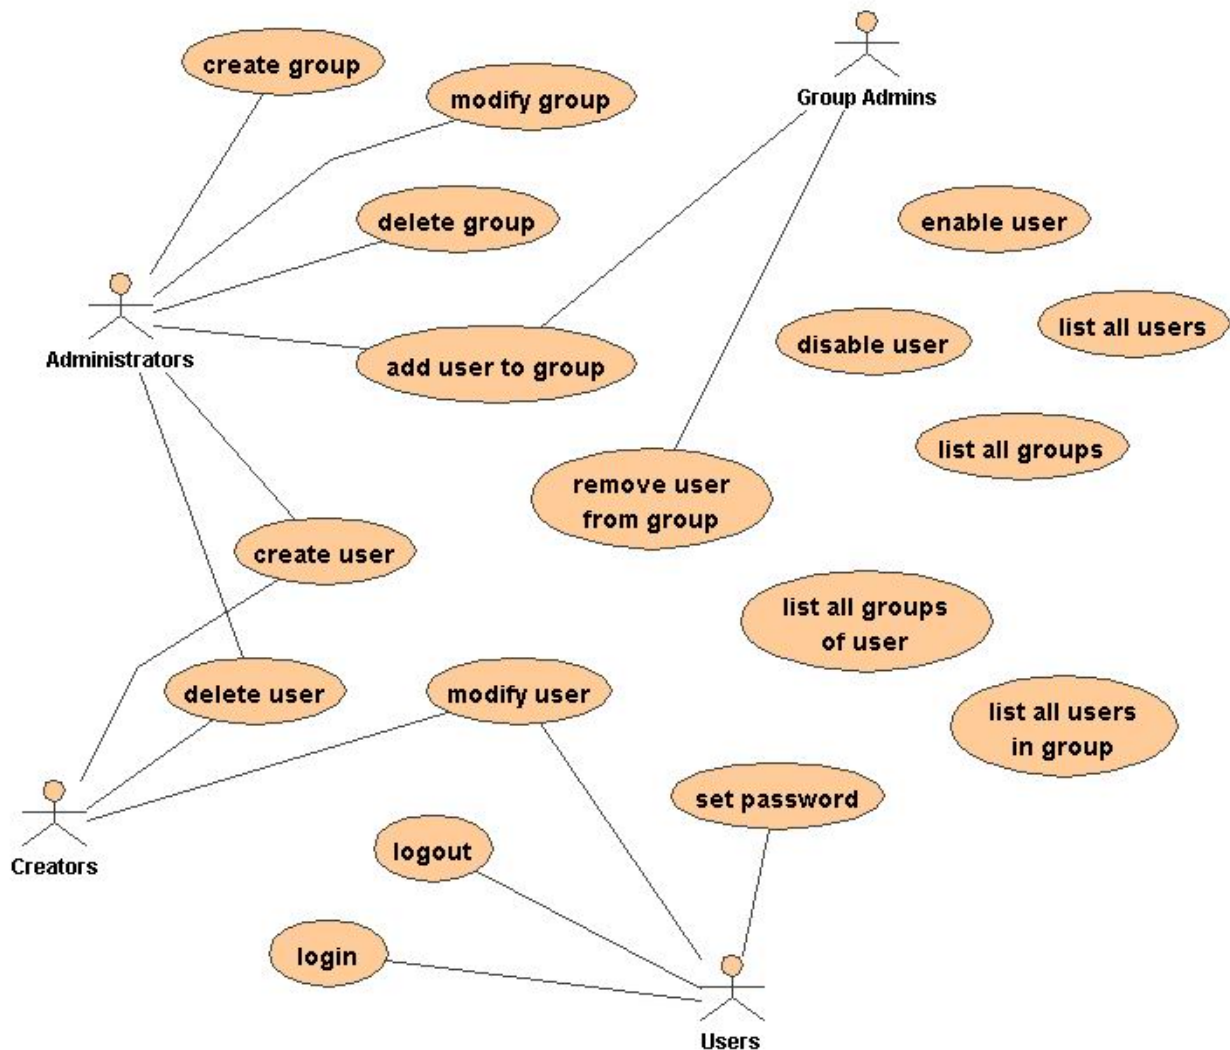 create group
modify group
Group Admins
delete group
enable user
list all users
disable user
Administrators
add user to group
list all groups
remove user
from group
create user
list all groups
of user
delete user
modify user
list all users
in group
set password
logout
Creators
login
Users